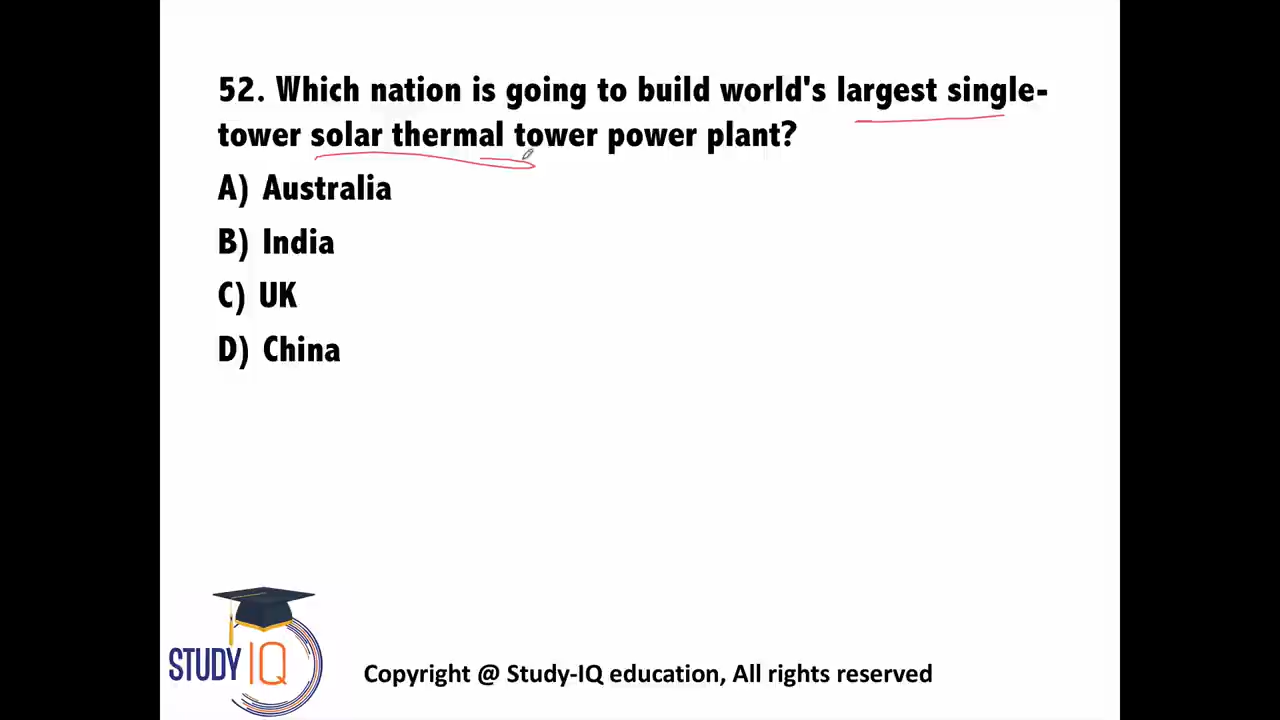 52. Which nation is going to build world's largest single-
tower solar thermal tower power plant?
A) Australia
B) India
C) UK
D) China
STUDY IQ
Copyright @ Study-IQ education, All rights reserved